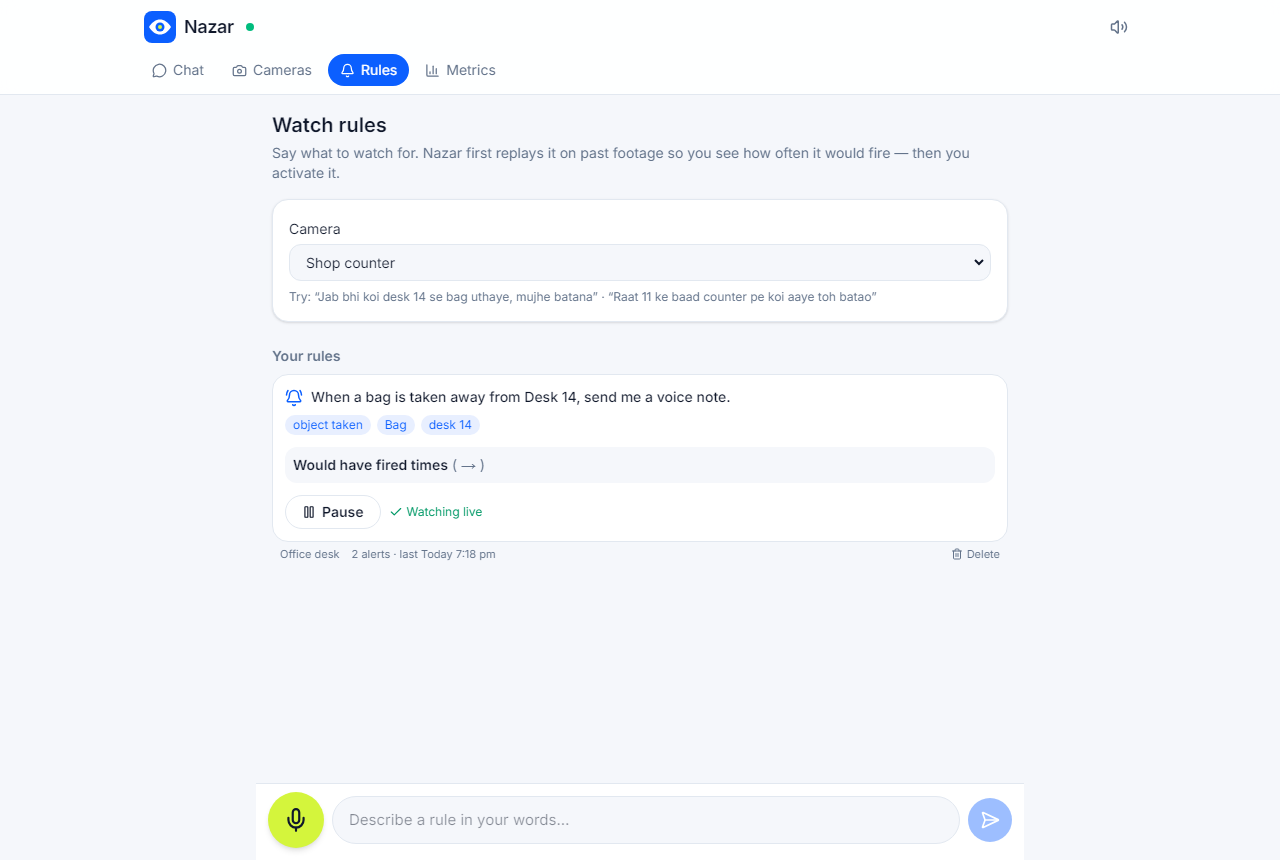 Nazar
Chat
Cameras
Rules
Metrics
Watch rules
Say what to watch for. Nazar first replays it on past footage so you see how often it would fire — then you
activate it.
Camera
Shop counter
Try: “Jab bhi koi desk 14 se bag uthaye, mujhe batana” · “Raat 11 ke baad counter pe koi aaye toh batao”
Your rules
When a bag is taken away from Desk 14, send me a voice note.
object taken
Bag
desk 14
Would have fired times ( → )
Pause
Watching live
Office desk
2 alerts · last Today 7:18 pm
Delete
Describe a rule in your words...